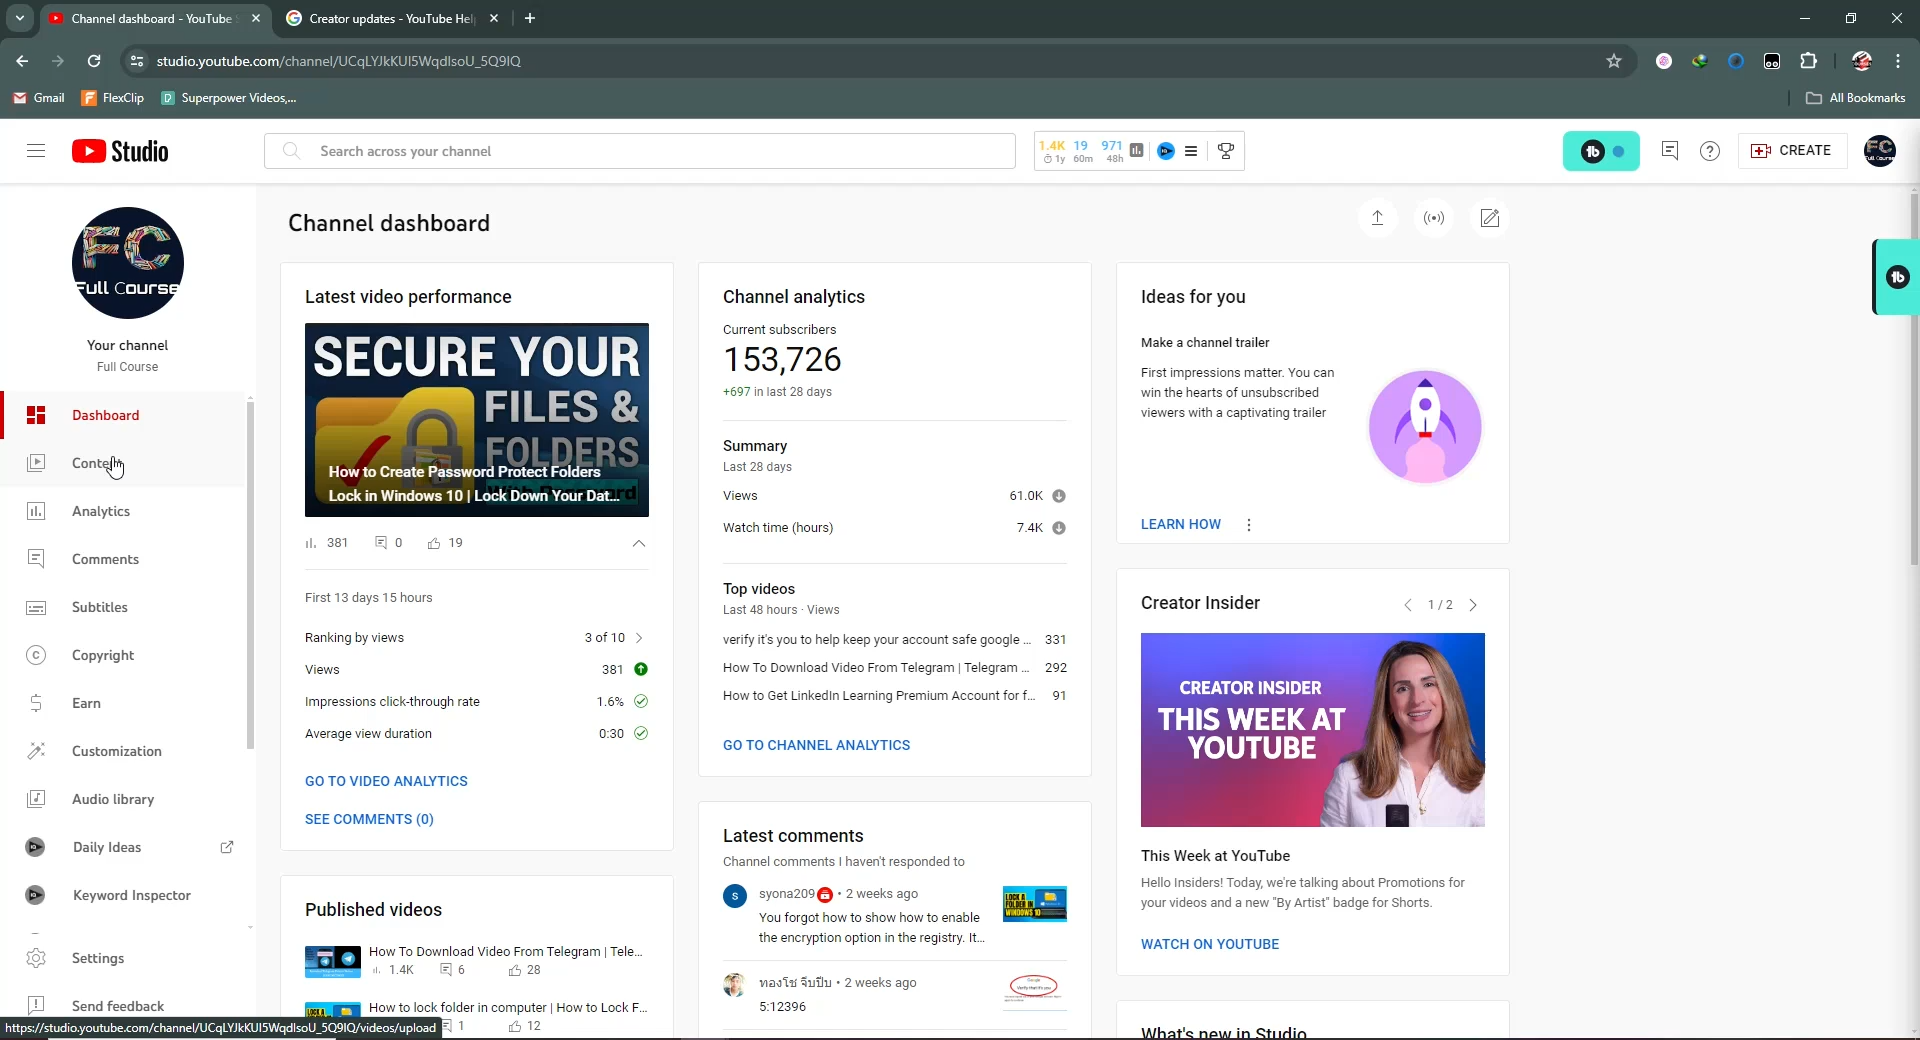 Channel dashboard - YouTube
Creator updates - YouTube Hel
studio.youtube.com/channel/UCqLYJkKUI5WqdlsoU_5Q9IQ
Gmail
FlexClip
Superpower Videos,...
All Bookmarks
Studio
Search across your channel
1.4K 19 971
1y 60m 48h
CREATE
FC
Full Course
Your channel
Full Course
Dashboard
Analytics
Comments
Subtitles
Copyright
Earn
Customization
Audio library
Daily Ideas
Keyword Inspector
Settings
Send feedback
https://studio.youtube.com/channel/UCqLYJkKUI5WqdlsoU_5Q9IQ/videos/upload
Channel dashboard
Latest video performance
SECURE YOUR
FILES &
FOLDERS
How to Create Password Protect Folders
Lock in Windows 10 | Lock Down Your Dat...
381 0 19
First 13 days 15 hours
Ranking by views 3 of 10
Views 381
Impressions click-through rate 1.6%
Average view duration 0:30
GO TO VIDEO ANALYTICS
SEE COMMENTS (0)
Published videos
How To Download Video From Telegram | Tele...
1.4K 6 28
How to lock folder in computer | How to Lock F...
1 12
Channel analytics
Current subscribers
153,726
+697 in last 28 days
Summary
Last 28 days
Views 61.0K
Watch time (hours) 7.4K
Top videos
Last 48 hours · Views
verify it's you to help keep your account safe google ... 331
How To Download Video From Telegram | Telegram ... 292
How to Get LinkedIn Learning Premium Account for f... 91
GO TO CHANNEL ANALYTICS
Latest comments
Channel comments I haven't responded to
S
syona209 • 2 weeks ago
You forgot how to show how to enable
the encryption option in the registry. It...
LOCK A
FOLDER IN
WINDOWS 10
ทองโช จีบปีบ • 2 weeks ago
5:12396
Ideas for you
Make a channel trailer
First impressions matter. You can
win the hearts of unsubscribed
viewers with a captivating trailer
LEARN HOW
Creator Insider
1 / 2
CREATOR INSIDER
THIS WEEK AT
YOUTUBE
This Week at YouTube
Hello Insiders! Today, we're talking about Promotions for
your videos and a new "By Artist" badge for Shorts.
WATCH ON YOUTUBE
What's new in Studio